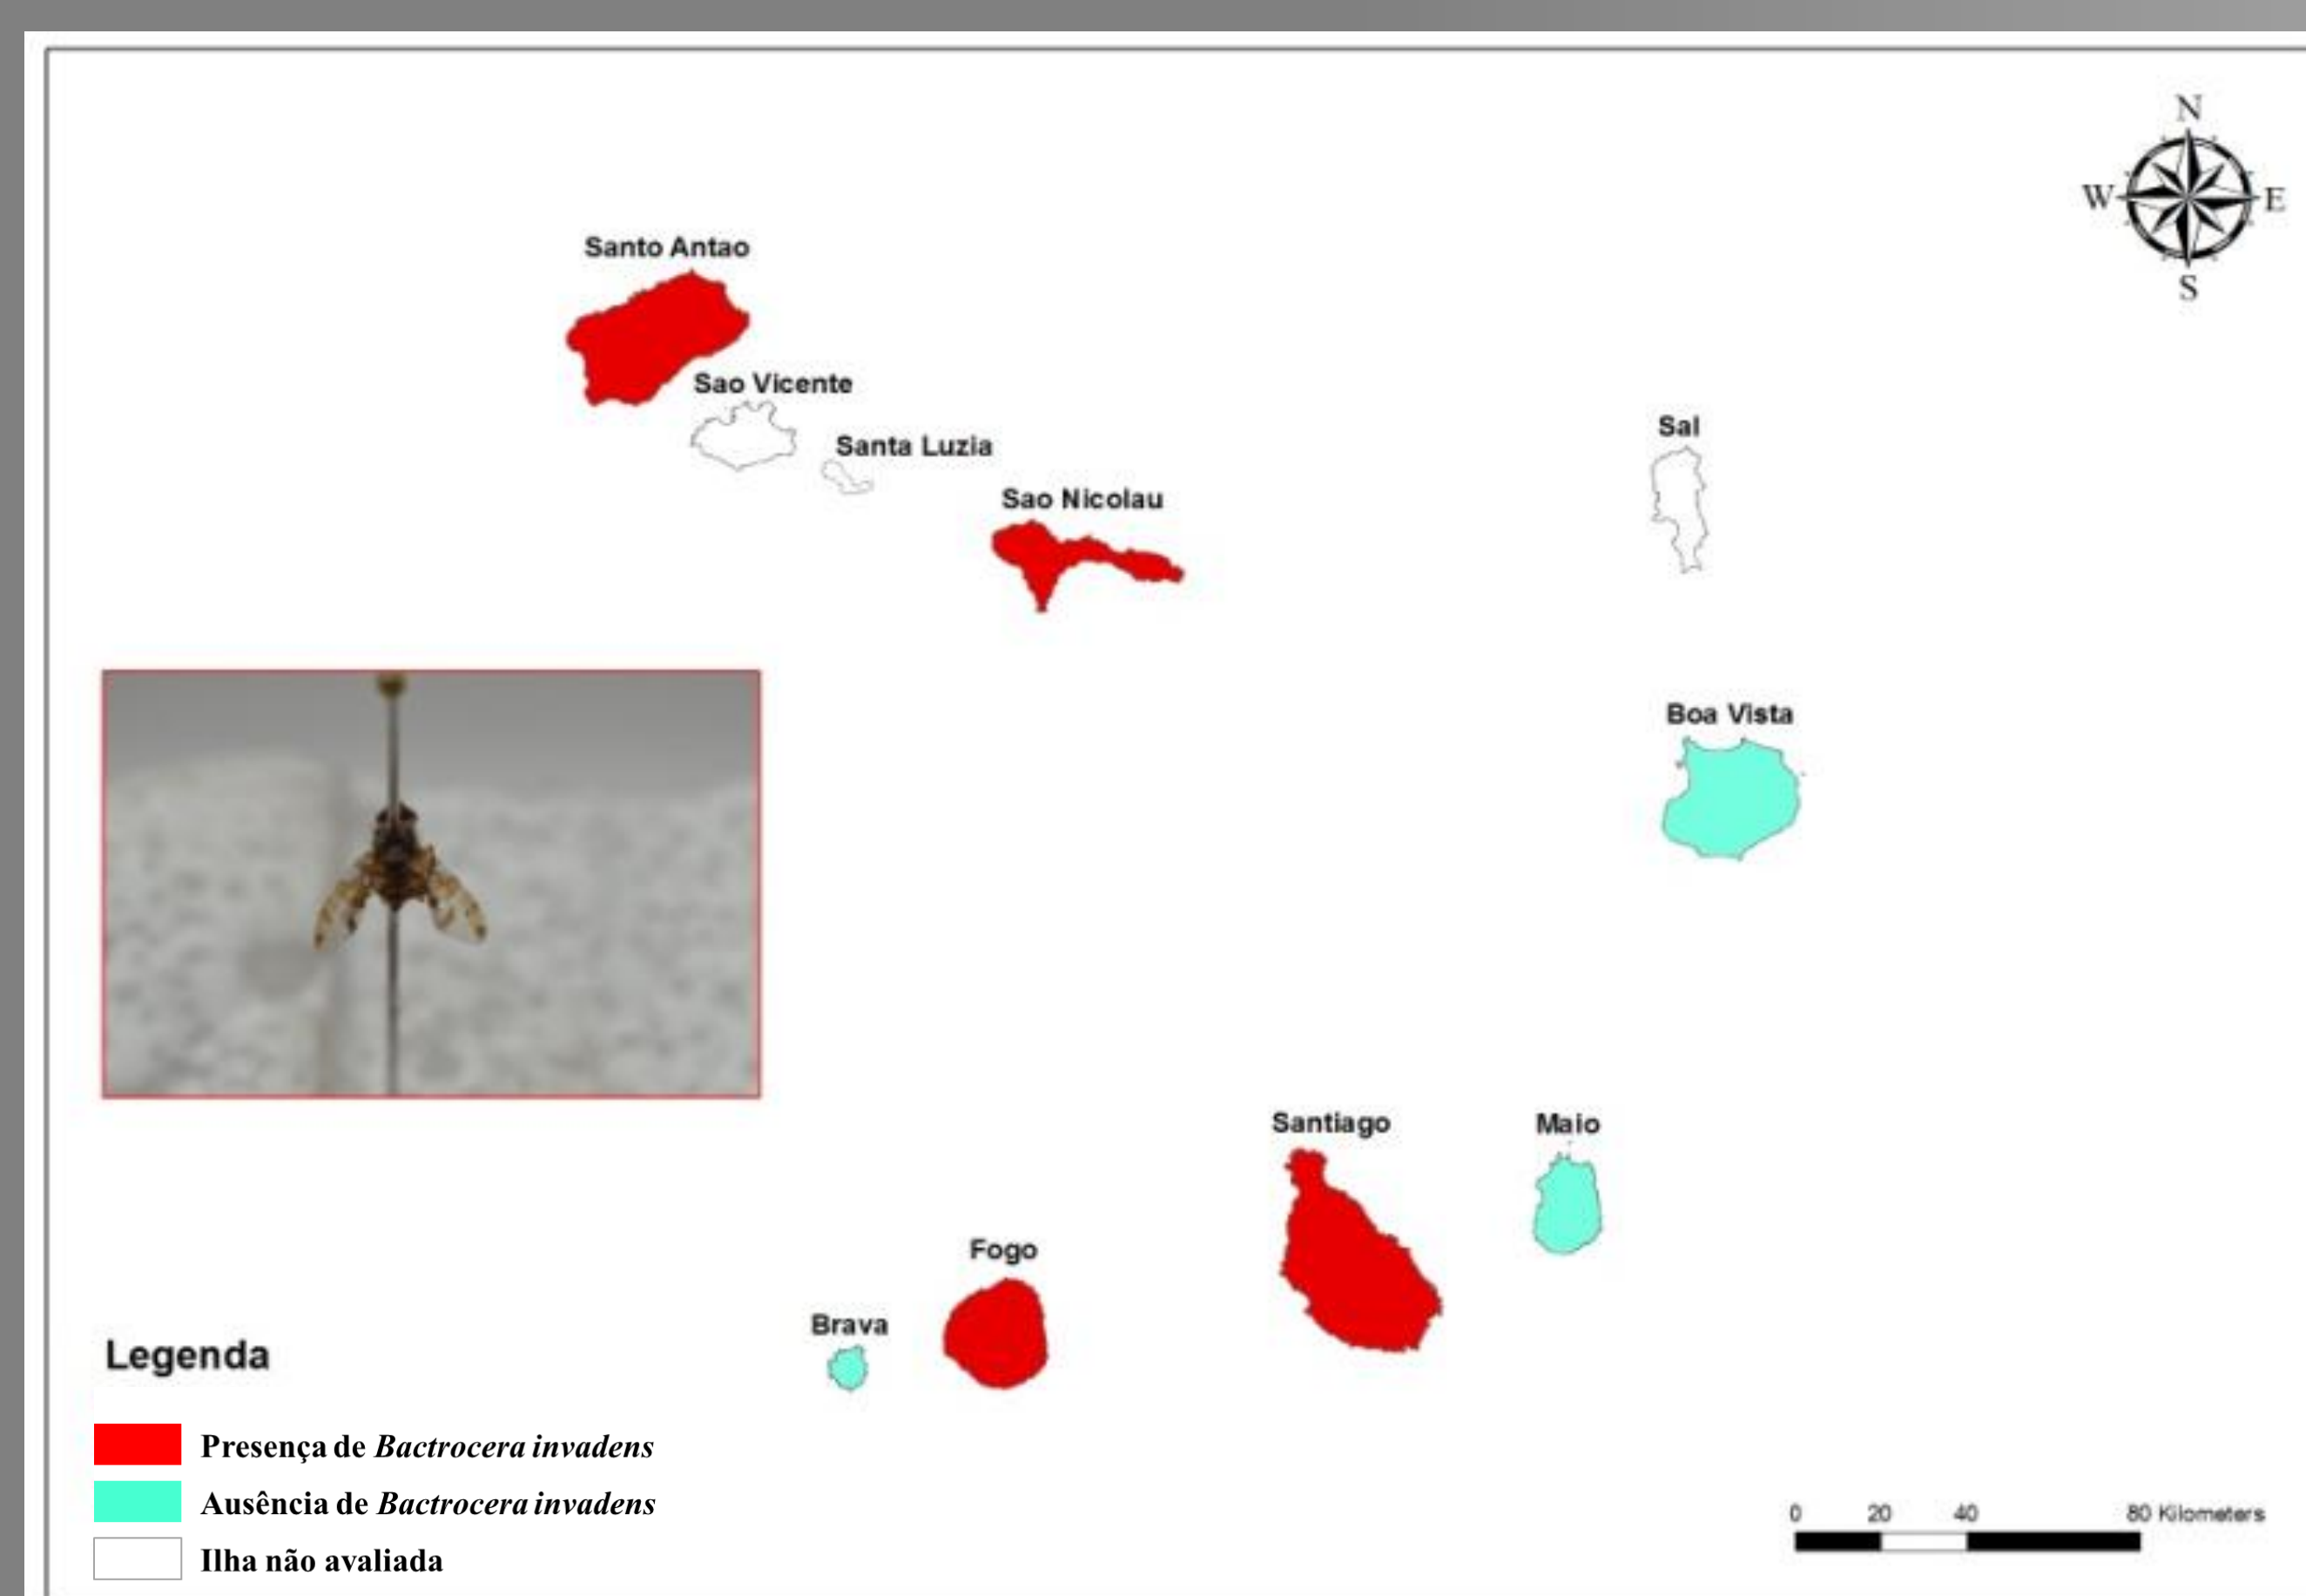 N
W
E
S
Santo Antao
Sao Vicente
Santa Luzia
Sao Nicolau
Sal
Boa Vista
Santiago
Maio
Fogo
Brava
Legenda
Presença de Bactrocera invadens
Ausência de Bactrocera invadens
Ilha não avaliada
0 20 40 80 Kilometers